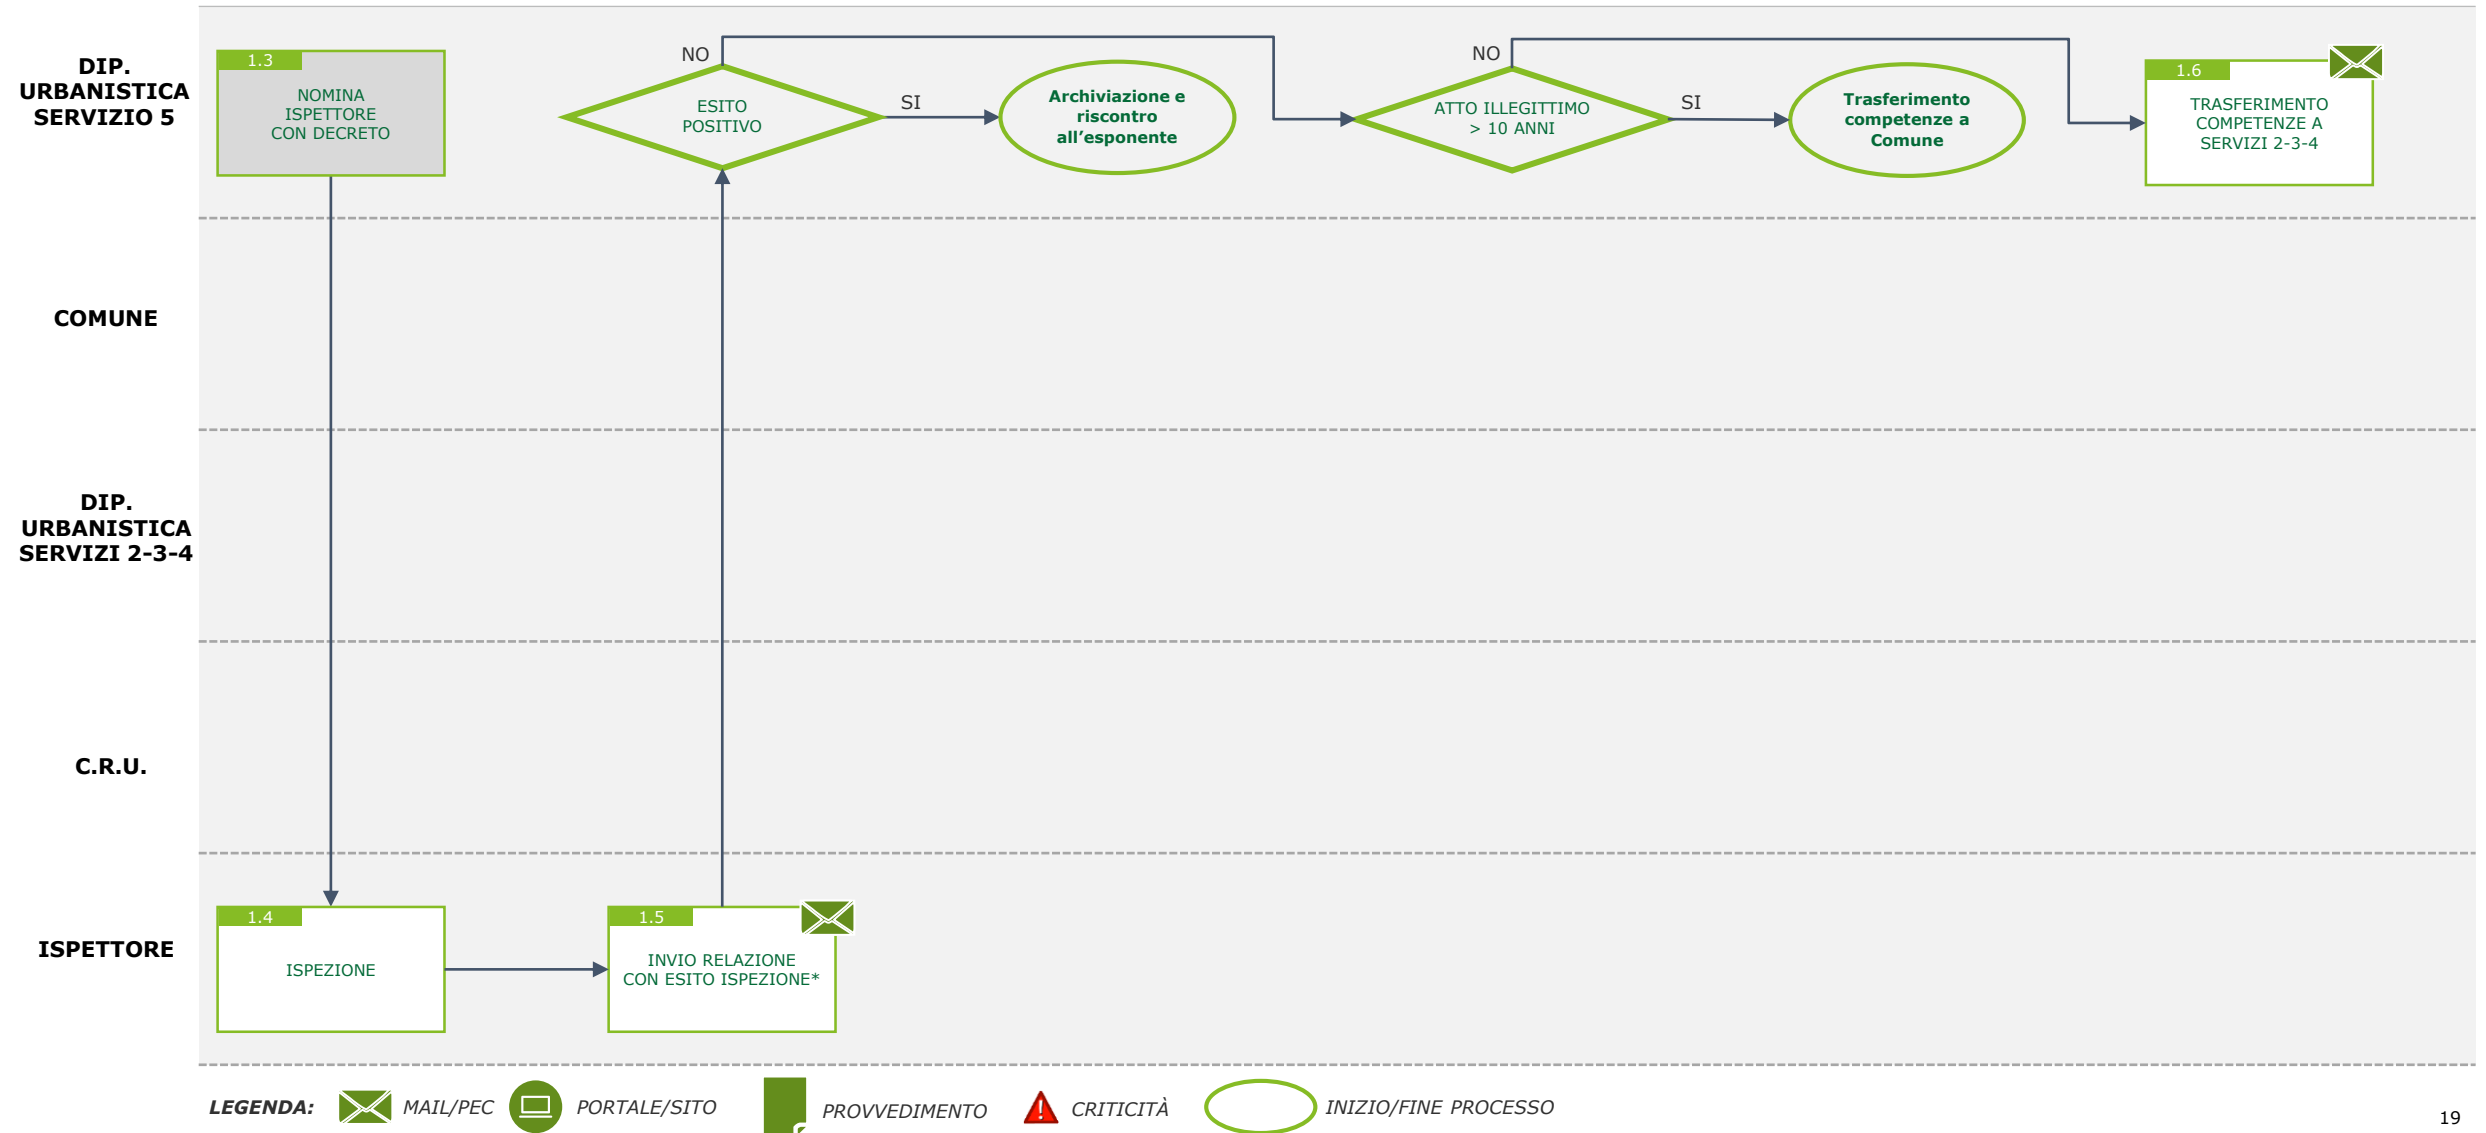 DIP.
URBANISTICA
SERVIZIO 5
1.3
NOMINA
ISPETTORE
CON DECRETO
NO
ESITO
POSITIVO
SI
Archiviazione e
riscontro
all’esponente
NO
ATTO ILLEGITTIMO
> 10 ANNI
SI
Trasferimento
competenze a
Comune
1.6
TRASFERIMENTO
COMPETENZE A
SERVIZI 2-3-4
COMUNE
DIP.
URBANISTICA
SERVIZI 2-3-4
C.R.U.
ISPETTORE
1.4
ISPEZIONE
1.5
INVIO RELAZIONE
CON ESITO ISPEZIONE*
LEGENDA:
MAIL/PEC
PORTALE/SITO
PROVVEDIMENTO
CRITICITÀ
INIZIO/FINE PROCESSO
19